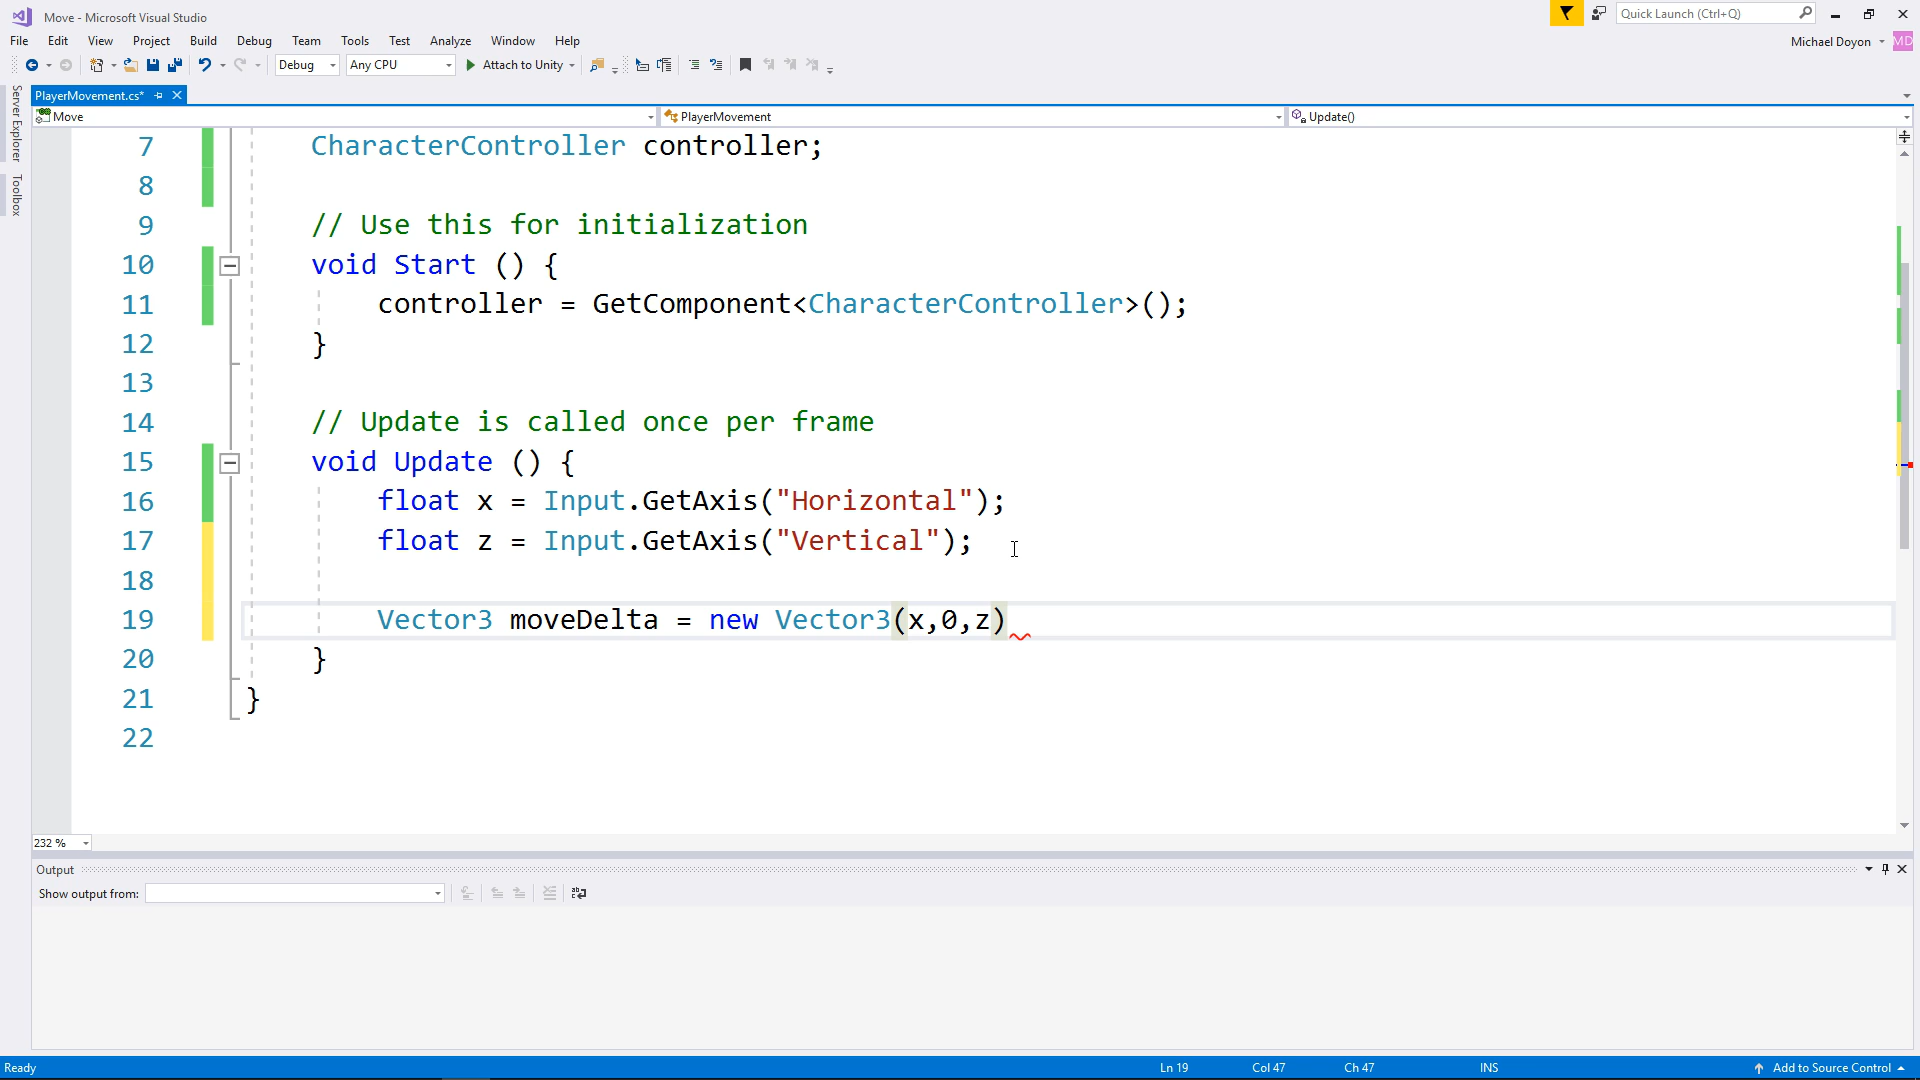 Move - Microsoft Visual Studio
Quick Launch (Ctrl+Q)
File Edit View Project Build Debug Team Tools Test Analyze Window Help
Michael Doyon MD
Debug Any CPU Attach to Unity
Server Explorer
Toolbox
PlayerMovement.cs*
Move PlayerMovement Update()
7 CharacterController controller;
8
9 // Use this for initialization
10 void Start () {
11 controller = GetComponent<CharacterController>();
12 }
13
14 // Update is called once per frame
15 void Update () {
16 float x = Input.GetAxis("Horizontal");
17 float z = Input.GetAxis("Vertical");
18
19 Vector3 moveDelta = new Vector3(x,0,z)
20 }
21 }
22
232 %
Output
Show output from:
Ready Ln 19 Col 47 Ch 47 INS Add to Source Control